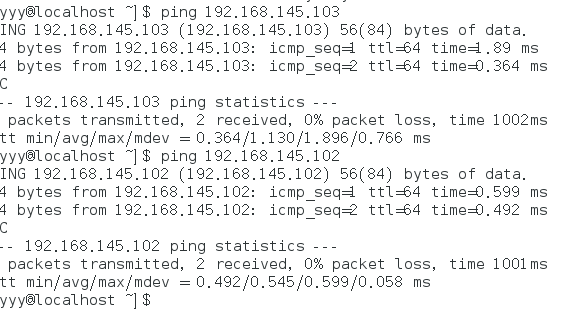 yyy@localhost ~]$ ping 192.168.145.103
ING 192.168.145.103 (192.168.145.103) 56(84) bytes of data.
4 bytes from 192.168.145.103: icmp_seq=1 ttl=64 time=1.89 ms
4 bytes from 192.168.145.103: icmp_seq=2 ttl=64 time=0.364 ms
C
-- 192.168.145.103 ping statistics ---
packets transmitted, 2 received, 0% packet loss, time 1002ms
tt min/avg/max/mdev = 0.364/1.130/1.896/0.766 ms
yyy@localhost ~]$ ping 192.168.145.102
ING 192.168.145.102 (192.168.145.102) 56(84) bytes of data.
4 bytes from 192.168.145.102: icmp_seq=1 ttl=64 time=0.599 ms
4 bytes from 192.168.145.102: icmp_seq=2 ttl=64 time=0.492 ms
C
-- 192.168.145.102 ping statistics ---
packets transmitted, 2 received, 0% packet loss, time 1001ms
tt min/avg/max/mdev = 0.492/0.545/0.599/0.058 ms
yyy@localhost ~]$